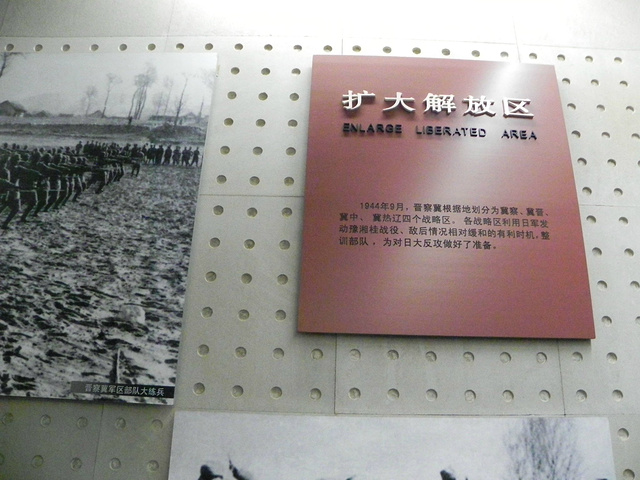 扩大解放区
ENLARGE LIBERATED AREA
1944年9月，晋察冀根据地划分为冀察、冀晋、
冀中、冀热辽四个战略区。各战略区利用日军发
动豫湘桂战役、敌后情况相对缓和的有利时机，整
训部队，为对日大反攻做好了准备。
晋察冀军区部队大练兵